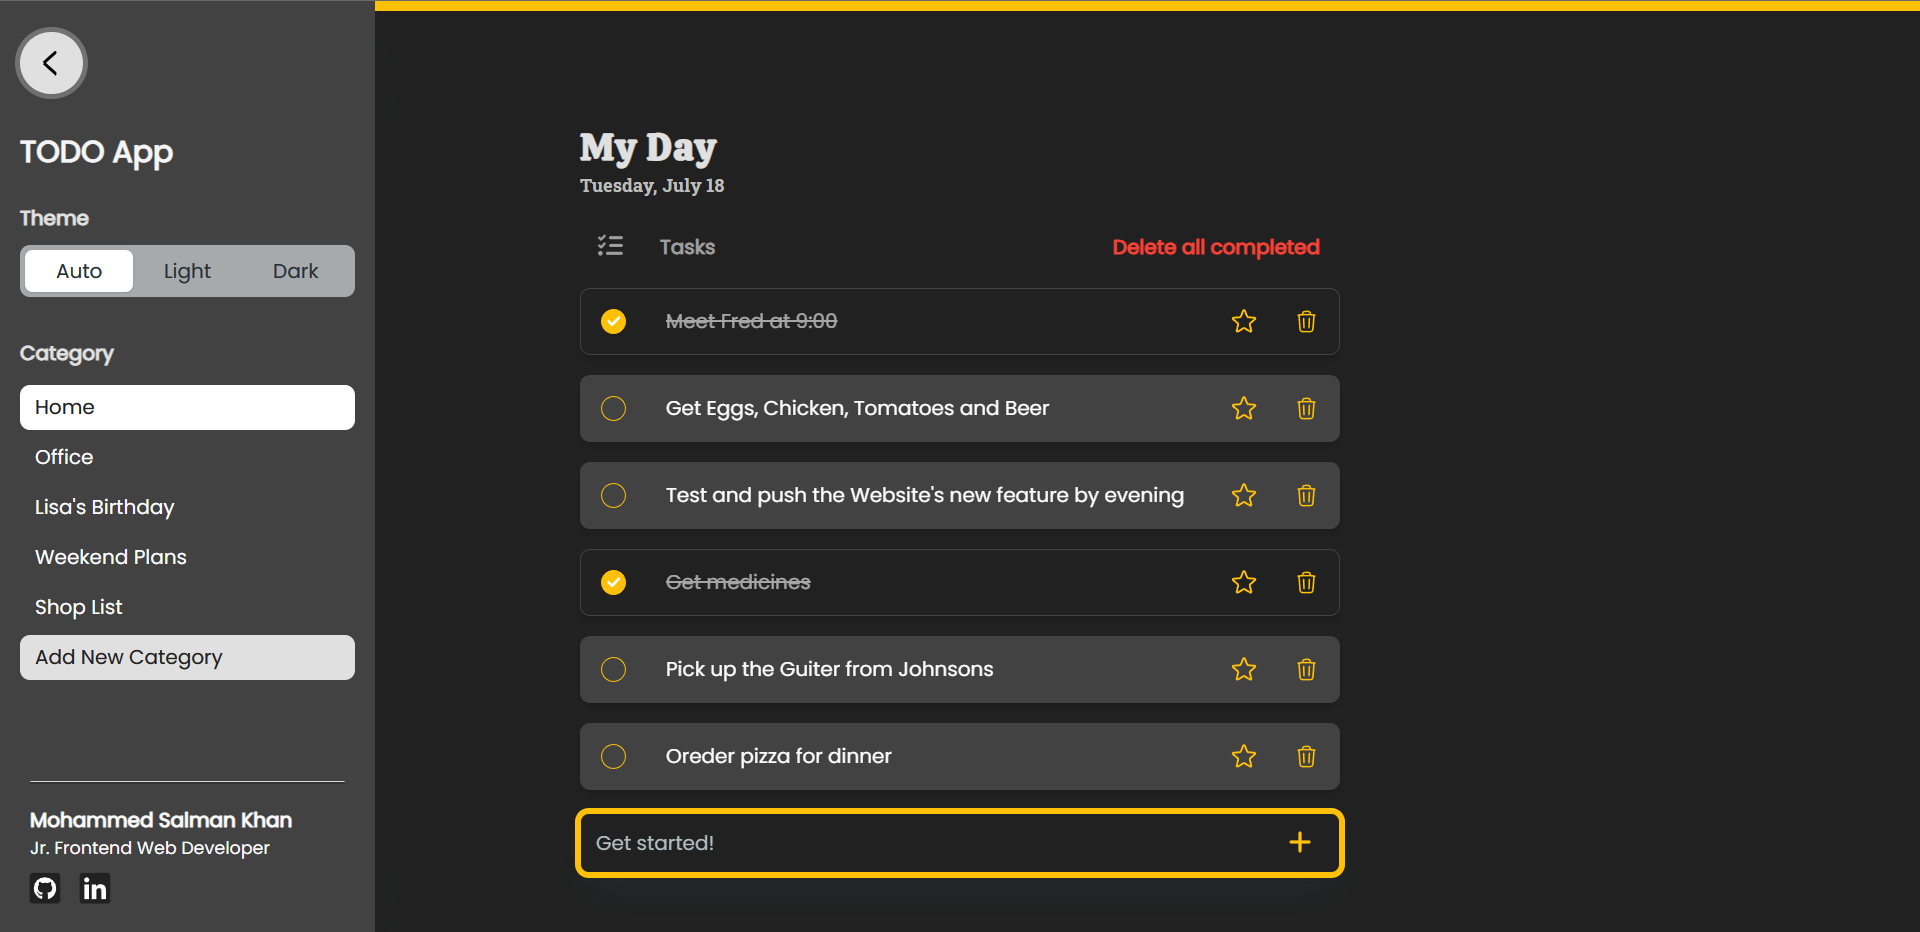 TODO App
Theme
Auto Light Dark
Category
Home
Office
Lisa's Birthday
Weekend Plans
Shop List
Add New Category
Mohammed Salman Khan
Jr. Frontend Web Developer
in
My Day
Tuesday, July 18
Tasks Delete all completed
Meet Fred at 9:00
Get Eggs, Chicken, Tomatoes and Beer
Test and push the Website's new feature by evening
Get medicines
Pick up the Guiter from Johnsons
Oreder pizza for dinner
Get started!